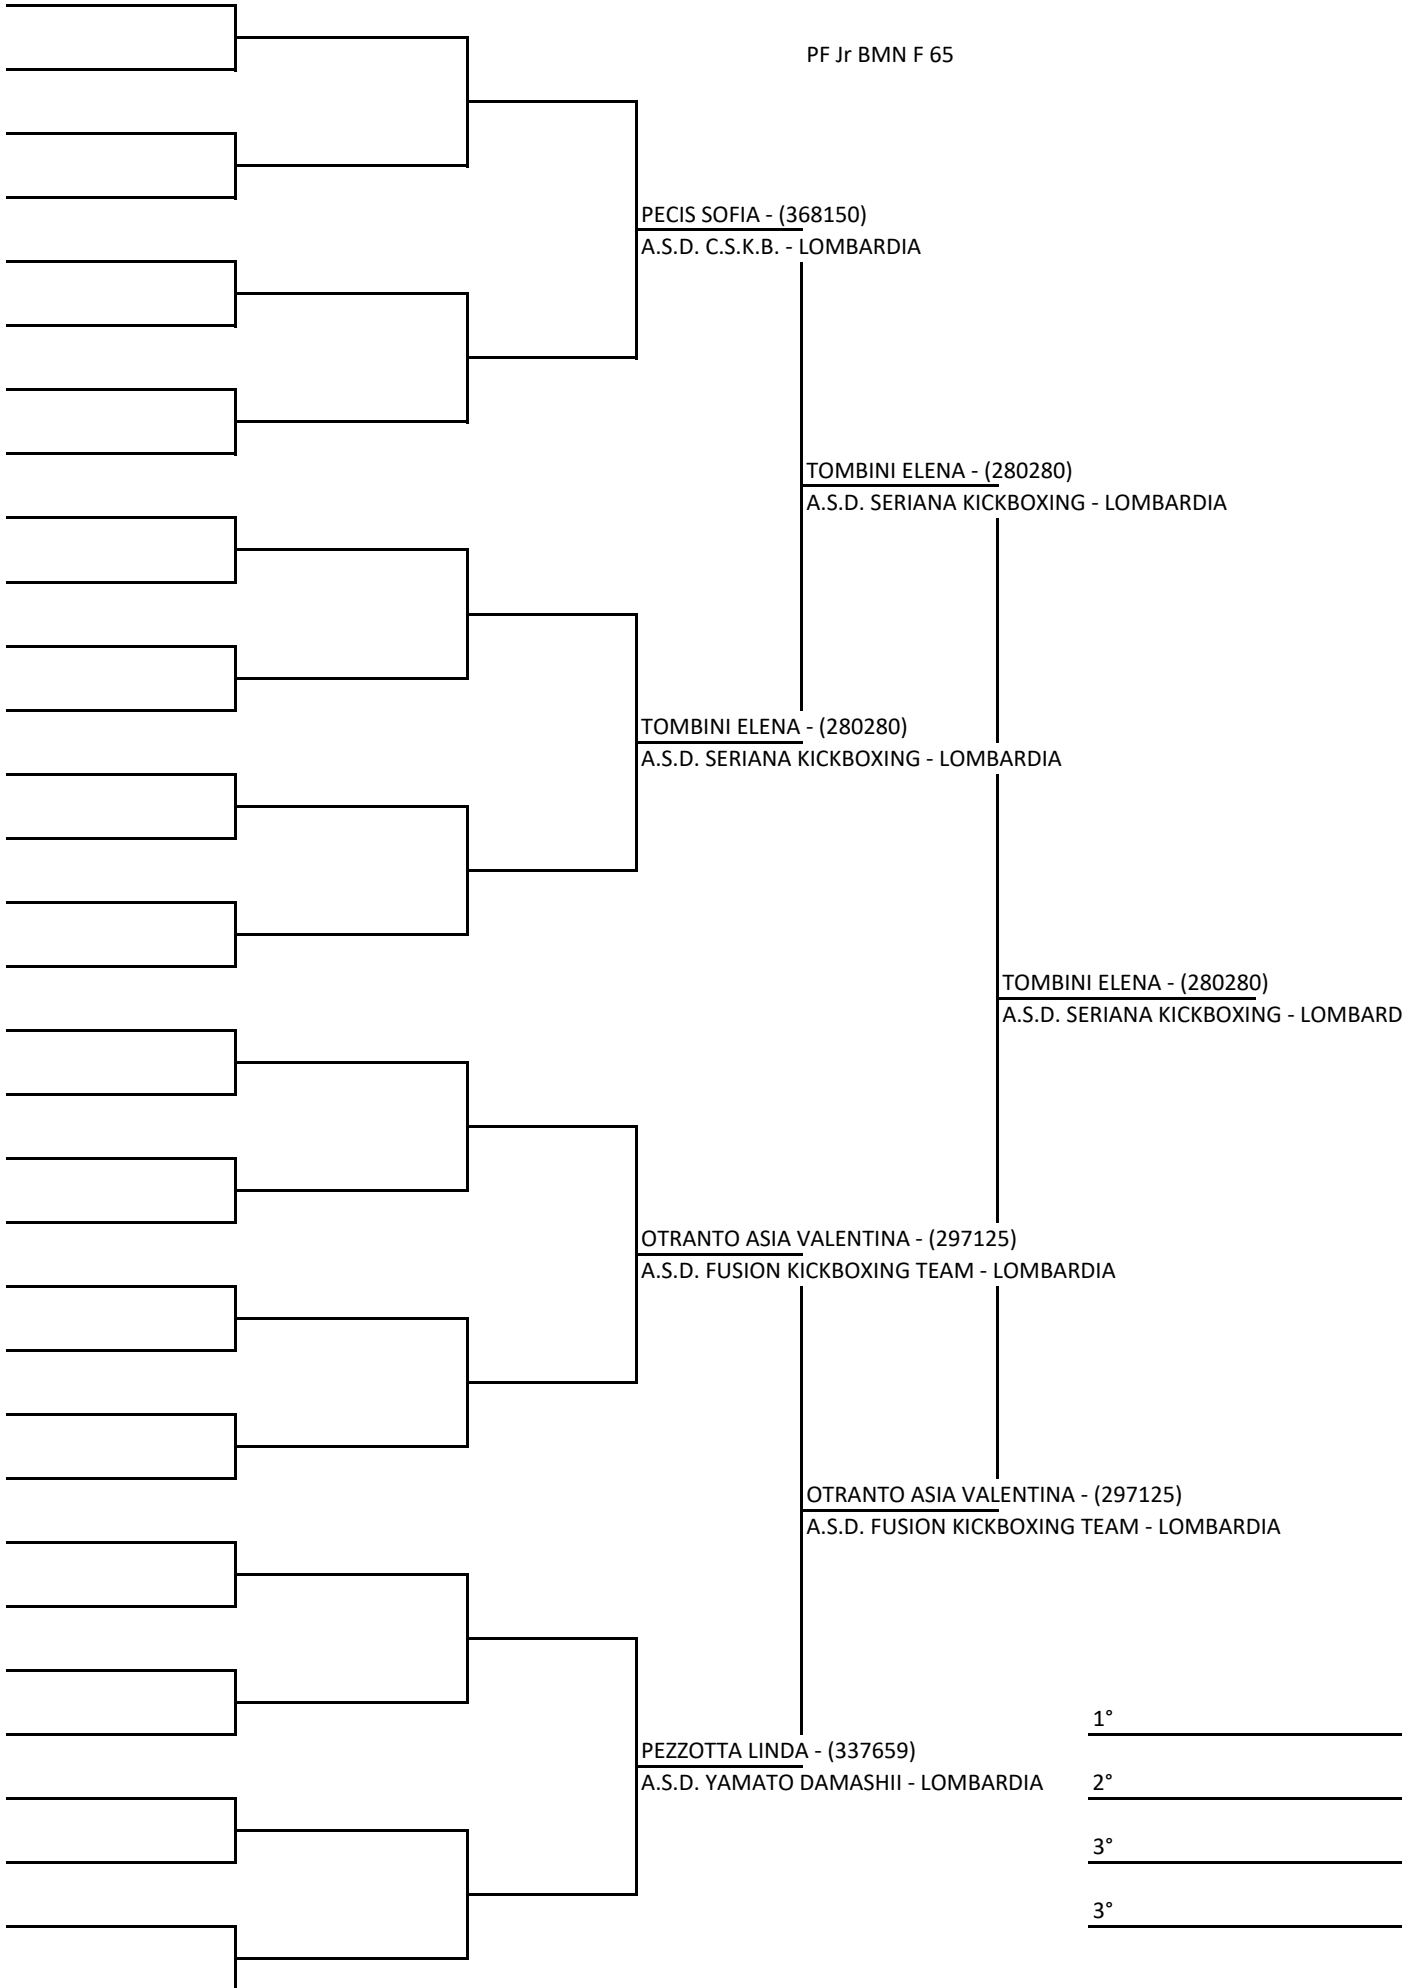 PF Jr BMN F 65
PECIS SOFIA - (368150)
A.S.D. C.S.K.B. - LOMBARDIA
TOMBINI ELENA - (280280)
A.S.D. SERIANA KICKBOXING - LOMBARDIA
TOMBINI ELENA - (280280)
A.S.D. SERIANA KICKBOXING - LOMBARDIA
TOMBINI ELENA - (280280)
A.S.D. SERIANA KICKBOXING - LOMBARD
OTRANTO ASIA VALENTINA - (297125)
A.S.D. FUSION KICKBOXING TEAM - LOMBARDIA
OTRANTO ASIA VALENTINA - (297125)
A.S.D. FUSION KICKBOXING TEAM - LOMBARDIA
1°
PEZZOTTA LINDA - (337659)
A.S.D. YAMATO DAMASHII - LOMBARDIA
2°
3°
3°